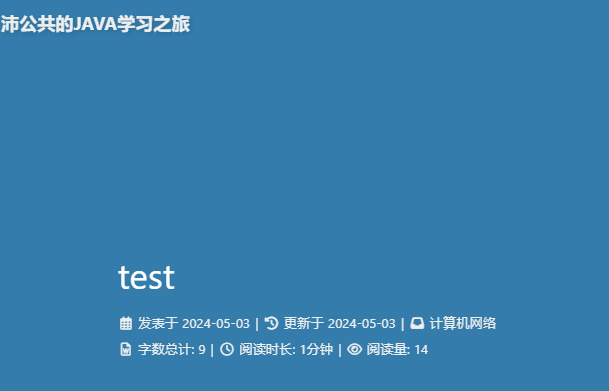 沛公共的JAVA学习之旅
test
发表于 2024-05-03 | 更新于 2024-05-03 | 计算机网络
字数总计: 9 | 阅读时长: 1分钟 | 阅读量: 14